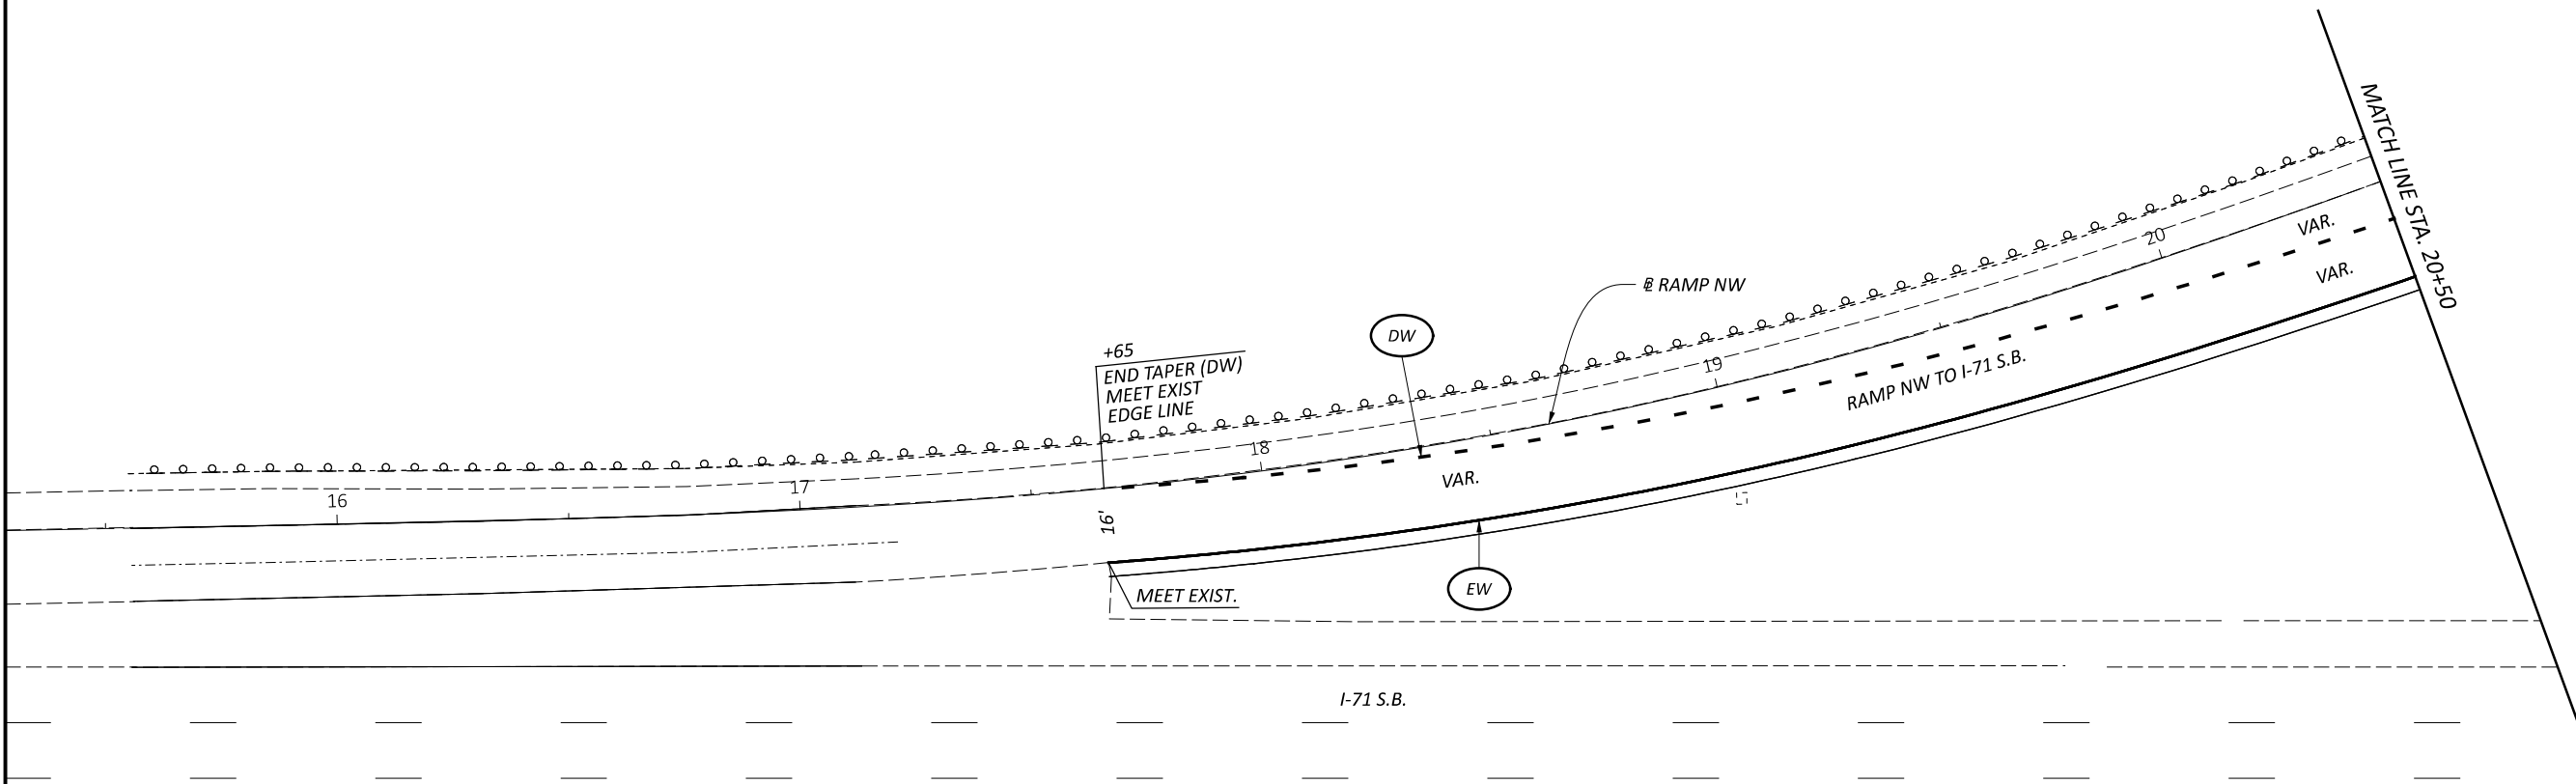 MATCH LINE STA. 20+50
VAR.
20
VAR.
RAMP NW
DW
+65
END TAPER (DW)
MEET EXIST
EDGE LINE
19
RAMP NW TO I-71 S.B.
18
VAR.
17
16
16'
EW
MEET EXIST.
I-71 S.B.